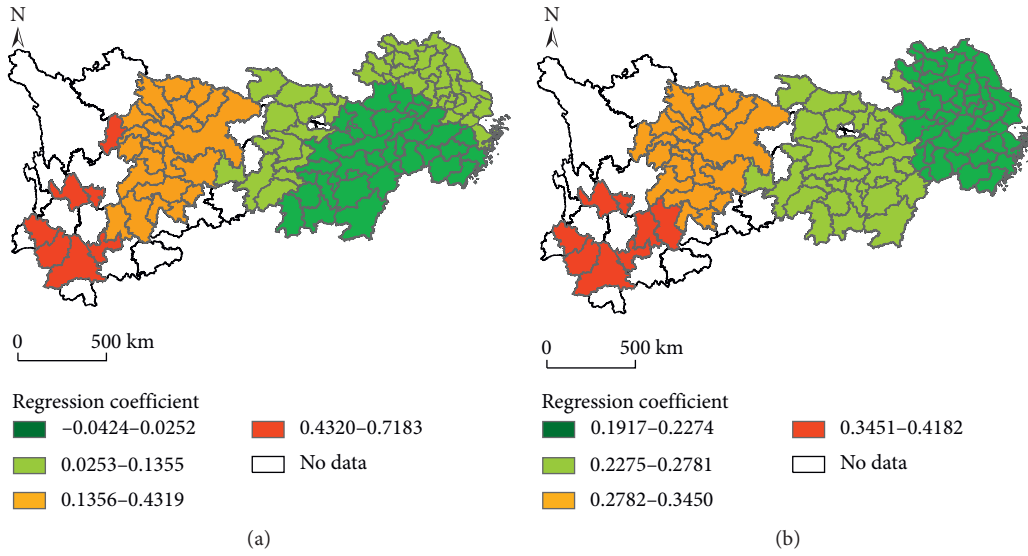 N
0
500 km
Regression coefficient
−0.0424–0.0252
0.0253–0.1355
0.1356–0.4319
0.4320–0.7183
No data
(a)
N
0
500 km
Regression coefficient
0.1917–0.2274
0.2275–0.2781
0.2782–0.3450
0.3451–0.4182
No data
(b)